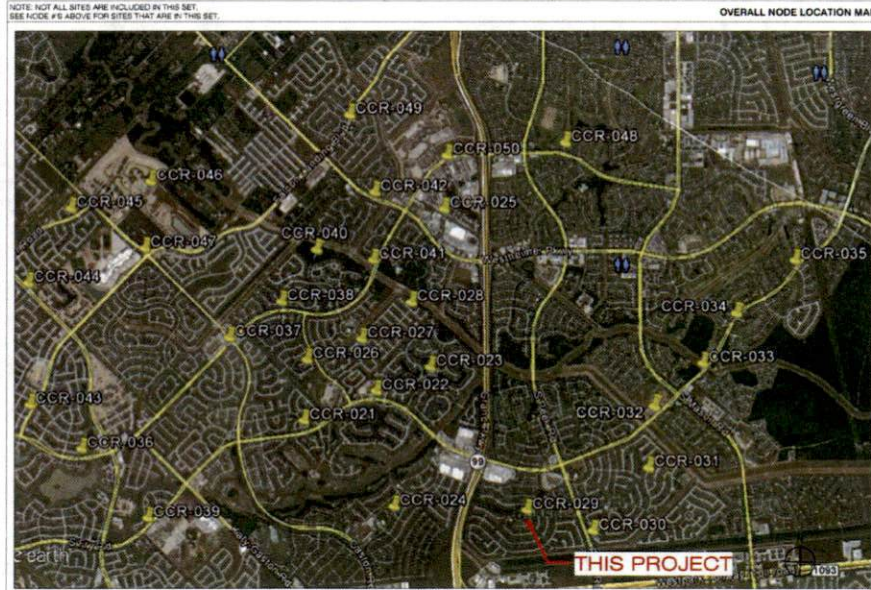 NOTE: NOT ALL SITES ARE INCLUDED IN THIS SET.
SEE NODE #'S ABOVE FOR SITES THAT ARE IN THIS SET.
OVERALL NODE LOCATION MA
CCR-049
CCR-048
CCR-050
CCR-046
CCR-042
CCR-045
CCR-025
CCR-047
CCR-040
CCR-041
CCR-035
CCR-044
CCR-038
CCR-028
CCR-034
CCR-037
CCR-027
CCR-026
CCR-023
CCR-033
CCR-022
CCR-043
CCR-021
CCR-032
CCR-036
99
CCR-031
CCR-024
CCR-029
CCR-039
CCR-030
earth
THIS PROJECT
1093